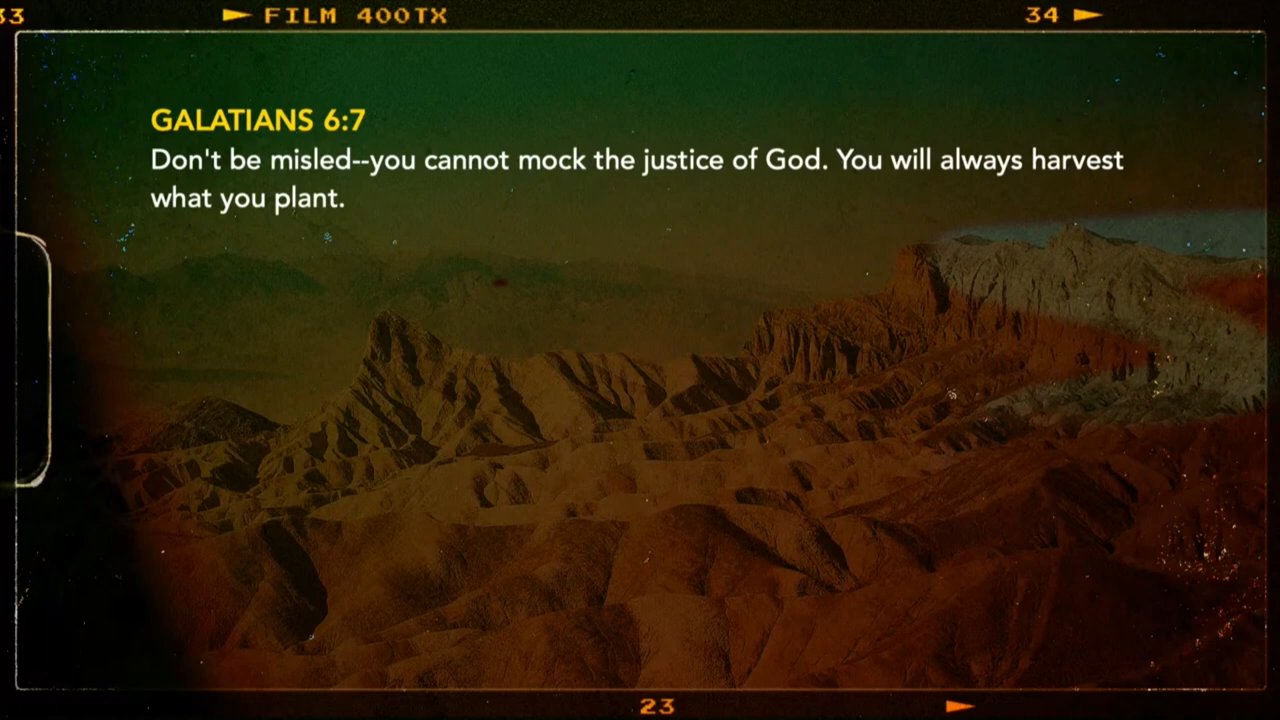 33 FILM 400TX 34
GALATIANS 6:7
Don't be misled--you cannot mock the justice of God. You will always harvest
what you plant.
23